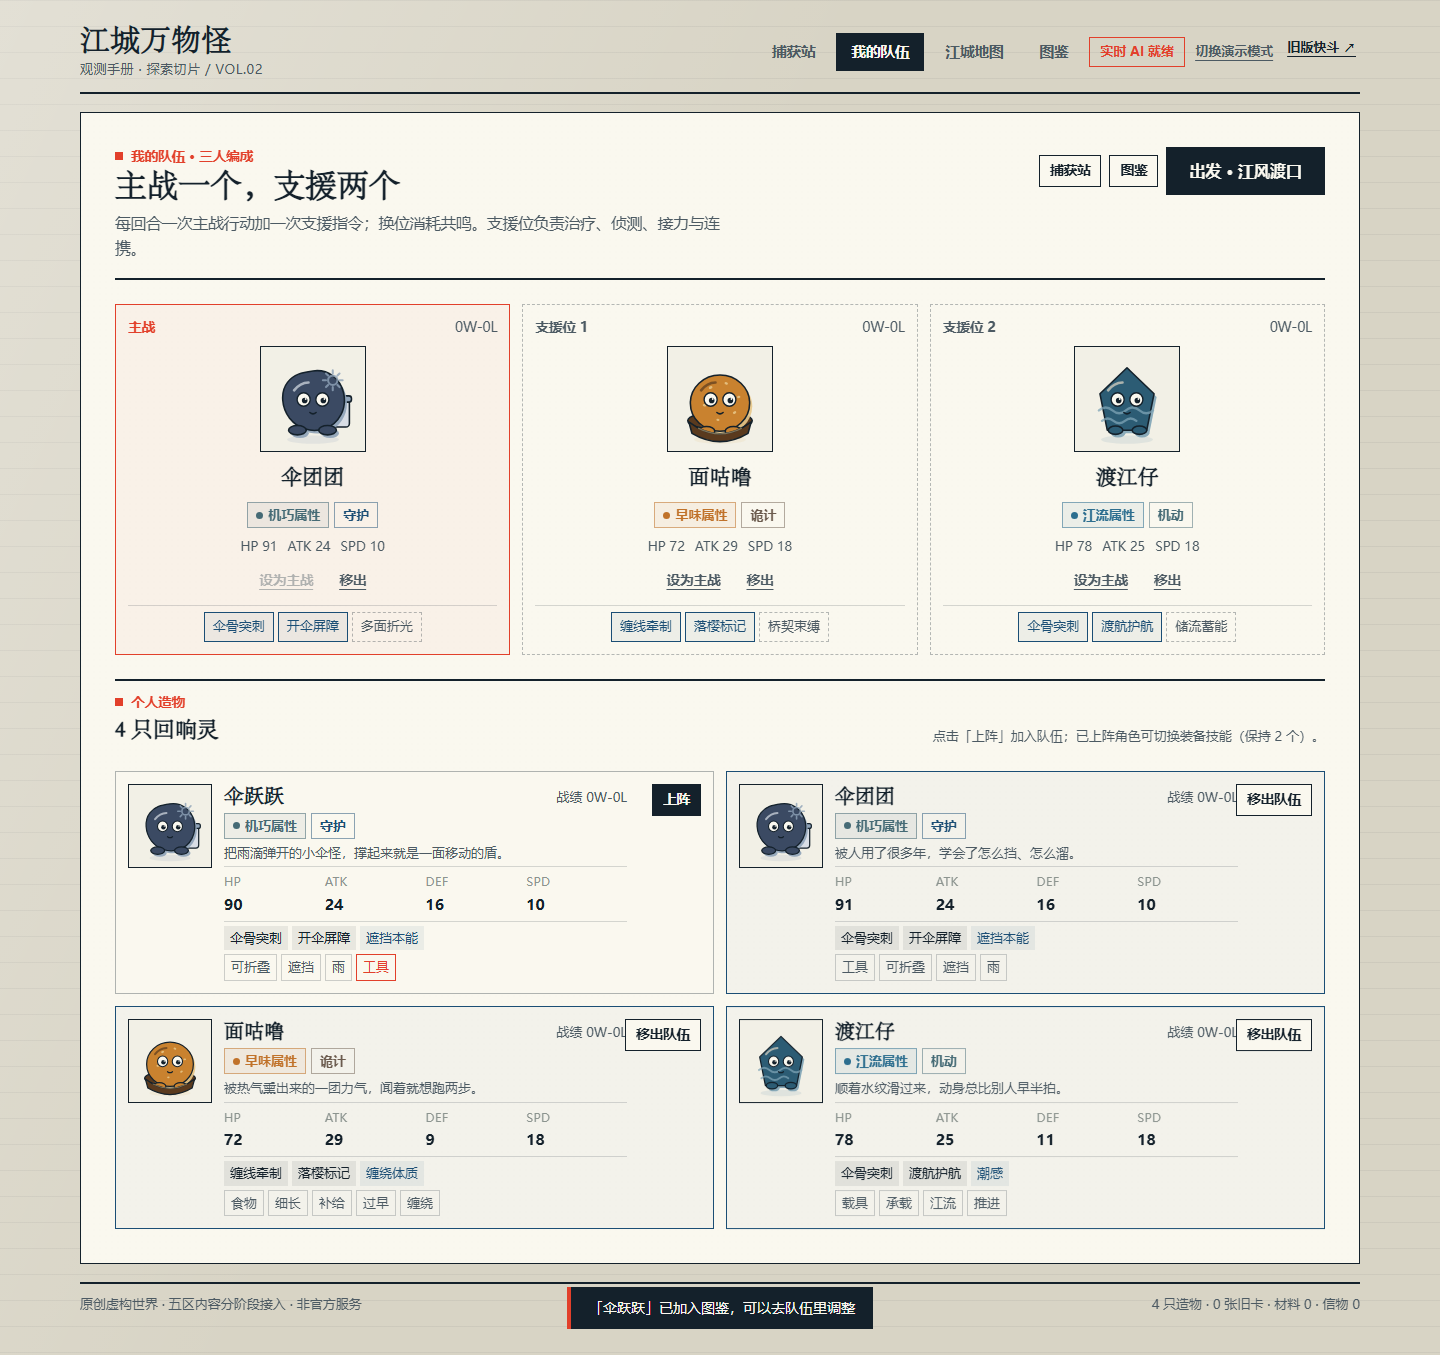 江城万物怪
观测手册 · 探索切片 / VOL.02
捕获站
我的队伍
江城地图
图鉴
实时 AI 就绪
切换演示模式
旧版快斗 ↗
我的队伍 • 三人编成
主战一个，支援两个
每回合一次主战行动加一次支援指令；换位消耗共鸣。支援位负责治疗、侦测、接力与连
携。
捕获站
图鉴
出发 • 江风渡口
主战
0W-0L
伞团团
机巧属性
守护
HP 91 ATK 24 SPD 10
设为主战
移出
伞骨突刺
开伞屏障
多面折光
支援位 1
0W-0L
面咕噜
早味属性
诡计
HP 72 ATK 29 SPD 18
设为主战
移出
缠线牵制
落樱标记
桥契束缚
支援位 2
0W-0L
渡江仔
江流属性
机动
HP 78 ATK 25 SPD 18
设为主战
移出
伞骨突刺
渡航护航
储流蓄能
个人造物
4 只回响灵
点击「上阵」加入队伍；已上阵角色可切换装备技能（保持 2 个）。
伞跃跃
战绩 0W-0L
上阵
机巧属性
守护
把雨滴弹开的小伞怪，撑起来就是一面移动的盾。
HP ATK DEF SPD
90 24 16 10
伞骨突刺 开伞屏障 遮挡本能
可折叠 遮挡 雨 工具
伞团团
战绩 0W-0L
移出队伍
机巧属性
守护
被人用了很多年，学会了怎么挡、怎么溜。
HP ATK DEF SPD
91 24 16 10
伞骨突刺 开伞屏障 遮挡本能
工具 可折叠 遮挡 雨
面咕噜
战绩 0W-0L
移出队伍
早味属性
诡计
被热气熏出来的一团力气，闻着就想跑两步。
HP ATK DEF SPD
72 29 9 18
缠线牵制 落樱标记 缠绕体质
食物 细长 补给 过早 缠绕
渡江仔
战绩 0W-0L
移出队伍
江流属性
机动
顺着水纹滑过来，动身总比别人早半拍。
HP ATK DEF SPD
78 25 11 18
伞骨突刺 渡航护航 潮感
载具 承载 江流 推进
原创虚构世界 · 五区内容分阶段接入 · 非官方服务
「伞跃跃」已加入图鉴，可以去队伍里调整
4 只造物 · 0 张旧卡 · 材料 0 · 信物 0